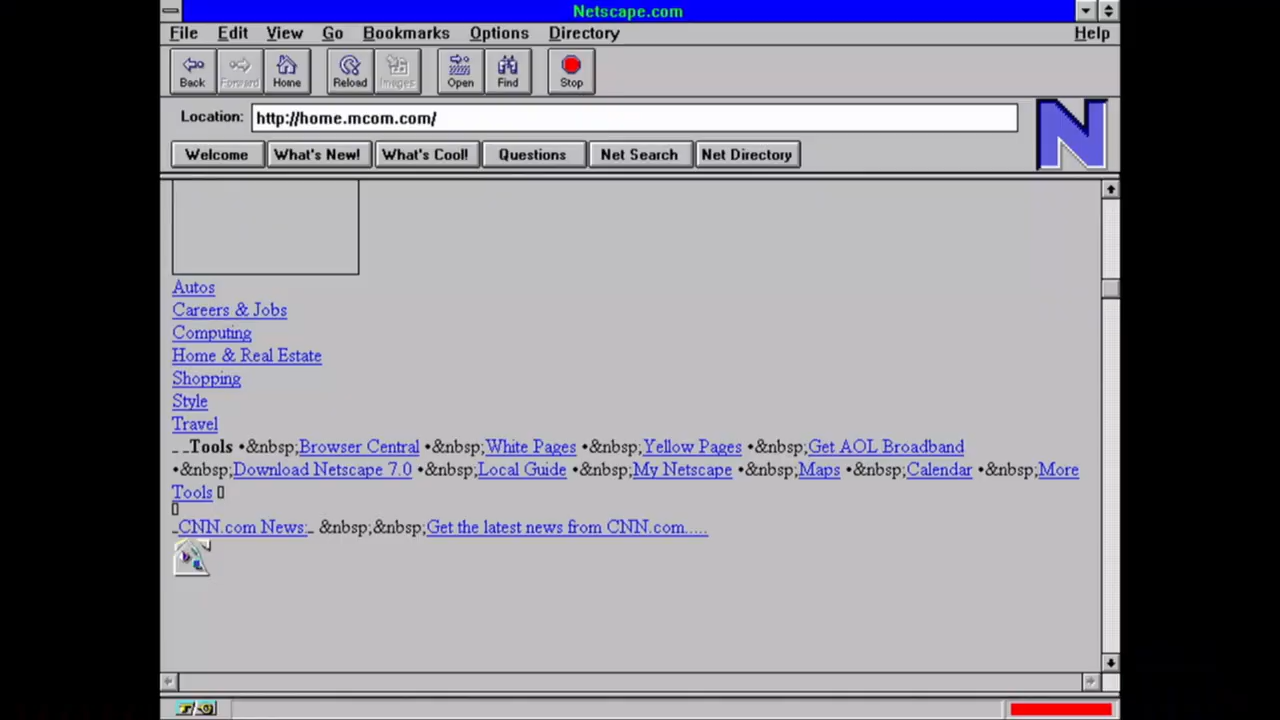 Netscape.com
File Edit View Go Bookmarks Options Directory Help
Back Forward Home Reload Images Open Find Stop
Location: http://home.mcom.com/
N
Welcome What's New! What's Cool! Questions Net Search Net Directory
Autos
Careers & Jobs
Computing
Home & Real Estate
Shopping
Style
Travel
_ _Tools •&nbsp;Browser Central •&nbsp;White Pages •&nbsp;Yellow Pages •&nbsp;Get AOL Broadband
•&nbsp;Download Netscape 7.0 •&nbsp;Local Guide •&nbsp;My Netscape •&nbsp;Maps •&nbsp;Calendar •&nbsp;More
Tools ▯
▯
_CNN.com News:_ &nbsp;&nbsp;Get the latest news from CNN.com.....